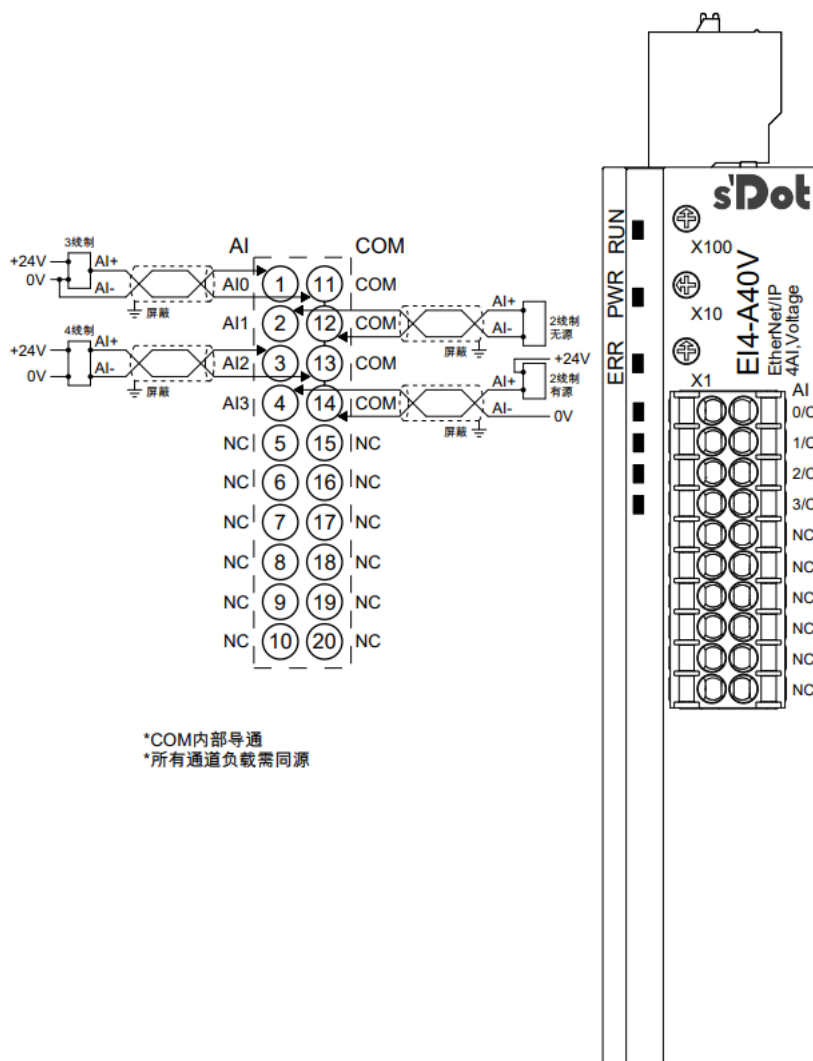 AI
COM
3线制
+24V
AI+
0V
AI-
屏蔽
AI0
1
11
COM
AI1
2
12
COM
AI+
AI-
2线制
无源
屏蔽
4线制
+24V
AI+
0V
AI-
屏蔽
AI2
3
13
COM
+24V
AI+
2线制
有源
AI-
0V
屏蔽
AI3
4
14
COM
NC 5 15 NC
NC 6 16 NC
NC 7 17 NC
NC 8 18 NC
NC 9 19 NC
NC 10 20 NC
*COM内部导通
*所有通道负载需同源
s'Dot
RUN
PWR
ERR
X100
X10
X1
EI4-A40V
EtherNet/IP
4AI,Voltage
AI
0/C
1/C
2/C
3/C
NC
NC
NC
NC
NC
NC